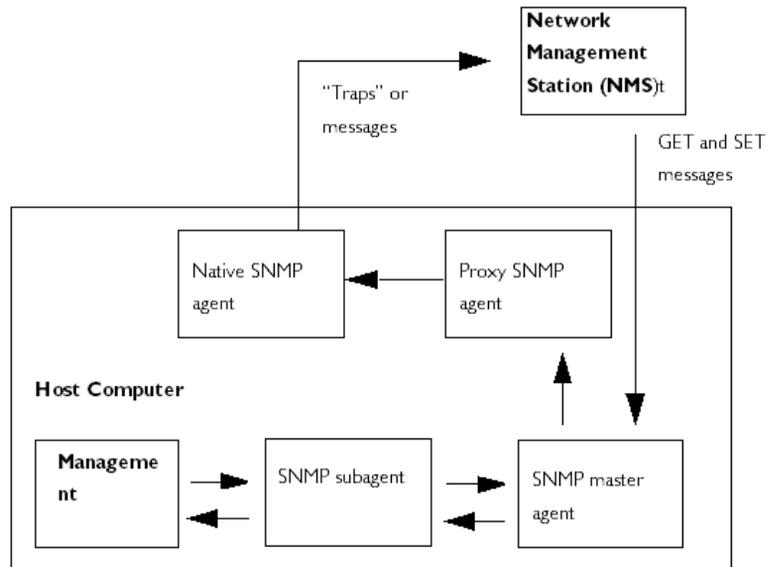 Network
Management
Station (NMS)t
“Traps” or
messages
GET and SET
messages
Native SNMP
agent
Proxy SNMP
agent
Host Computer
Manageme
nt
SNMP subagent
SNMP master
agent